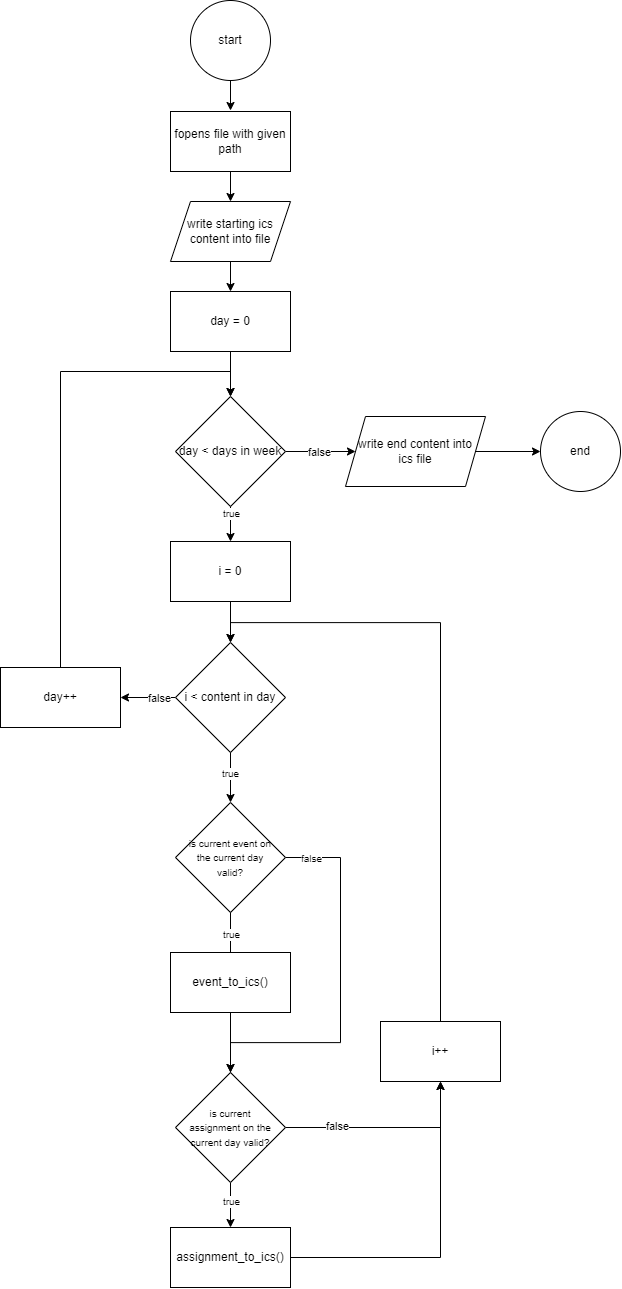 start
fopens file with given
path
write starting ics
content into file
day = 0
day < days in week
false
write end content into
ics file
end
true
i = 0
i < content in day
false
day++
true
is current event on
the current day
valid?
false
true
event_to_ics()
i++
is current
assignment on the
current day valid?
false
true
assignment_to_ics()